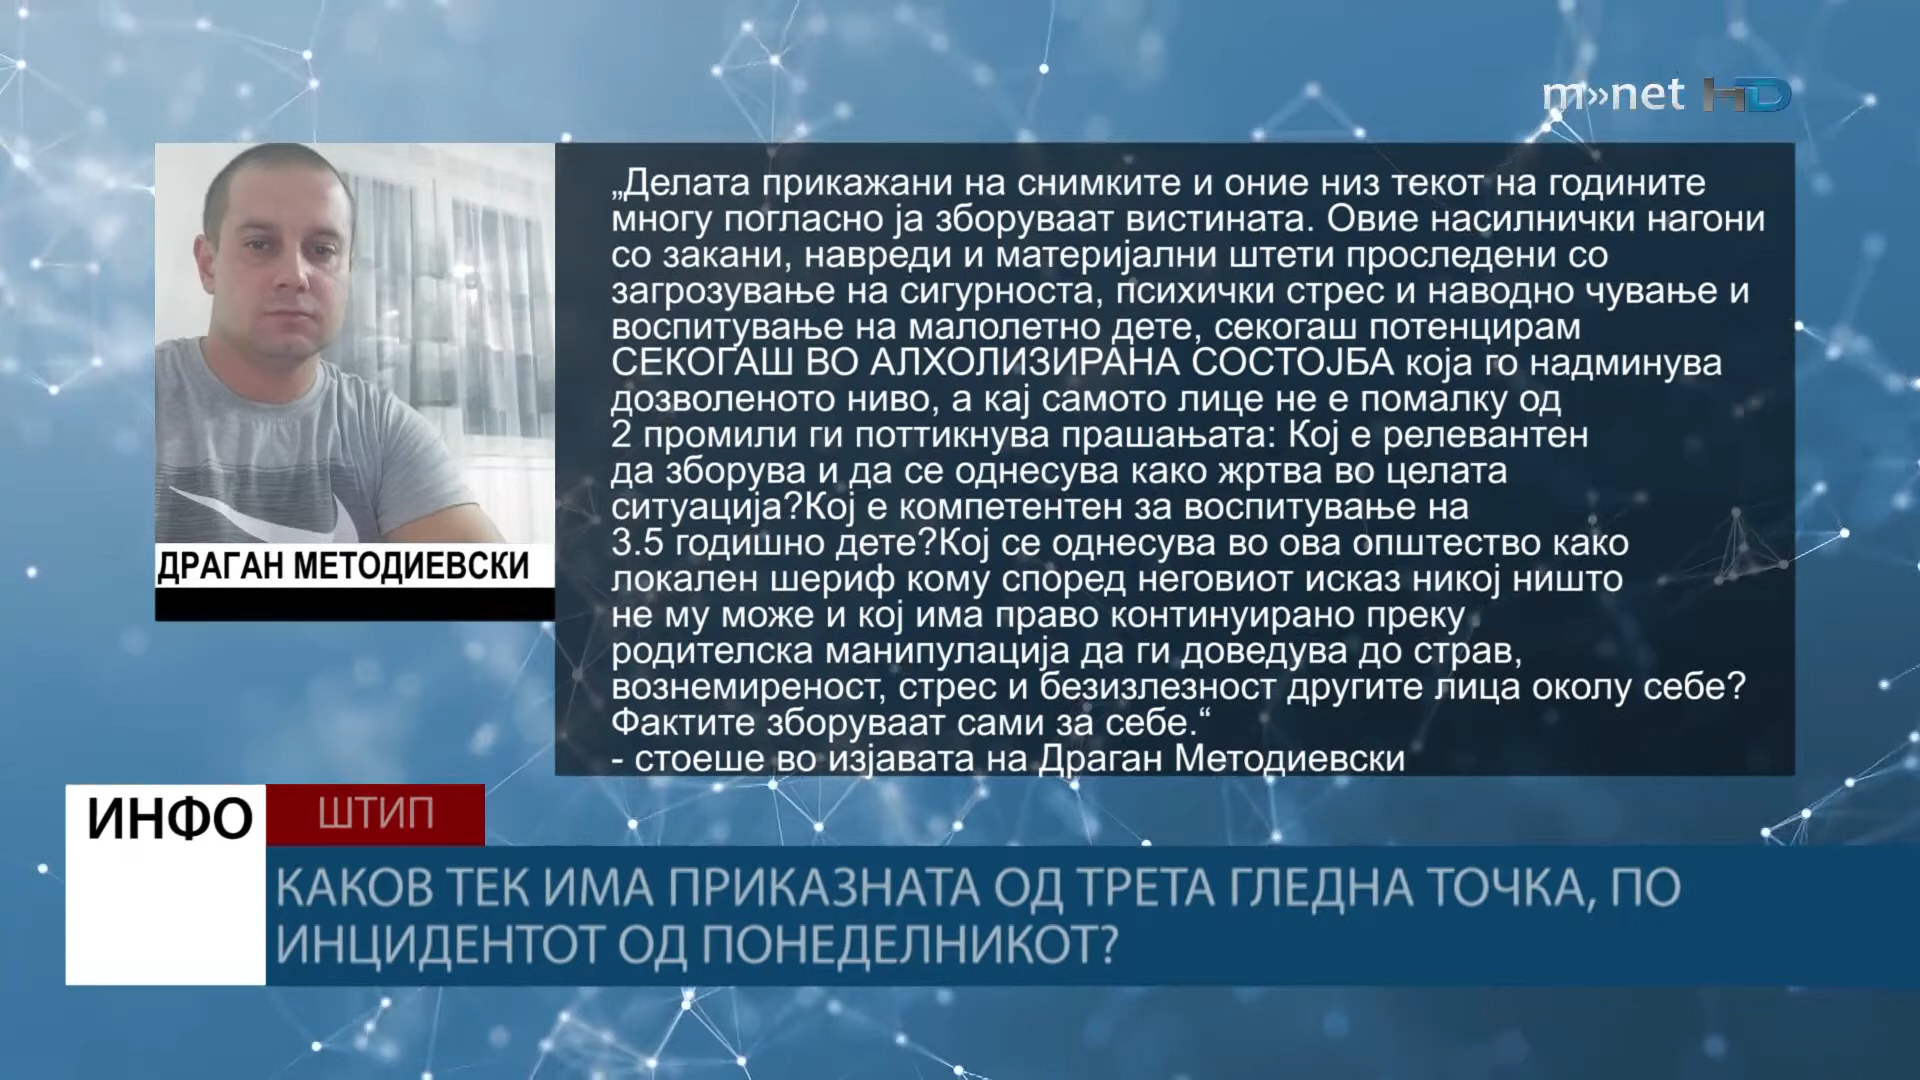 m»net HD
„Делата прикажани на снимките и оние низ текот на годините
многу погласно ја зборуваат вистината. Овие насилнички нагони
со закани, навреди и материјални штети проследени со
загрозување на сигурноста, психички стрес и наводно чување и
воспитување на малолетно дете, секогаш потенцирам
СЕКОГАШ ВО АЛХОЛИЗИРАНА СОСТОЈБА која го надминува
дозволеното ниво, а кај самото лице не е помалку од
2 промили ги поттикнува прашањата: Кој е релевантен
да зборува и да се однесува како жртва во целата
ситуација?Кој е компетентен за воспитување на
3.5 годишно дете?Кој се однесува во ова општество како
локален шериф кому според неговиот исказ никој ништо
не му може и кој има право континуирано преку
родителска манипулација да ги доведува до страв,
вознемиреност, стрес и безизлезност другите лица околу себе?
Фактите зборуваат сами за себе.“
- стоеше во изјавата на Драган Методиевски
ДРАГАН МЕТОДИЕВСКИ
ИНФО
ШТИП
КАКОВ ТЕК ИМА ПРИКАЗНАТА ОД ТРЕТА ГЛЕДНА ТОЧКА, ПО
ИНЦИДЕНТОТ ОД ПОНЕДЕЛНИКОТ?